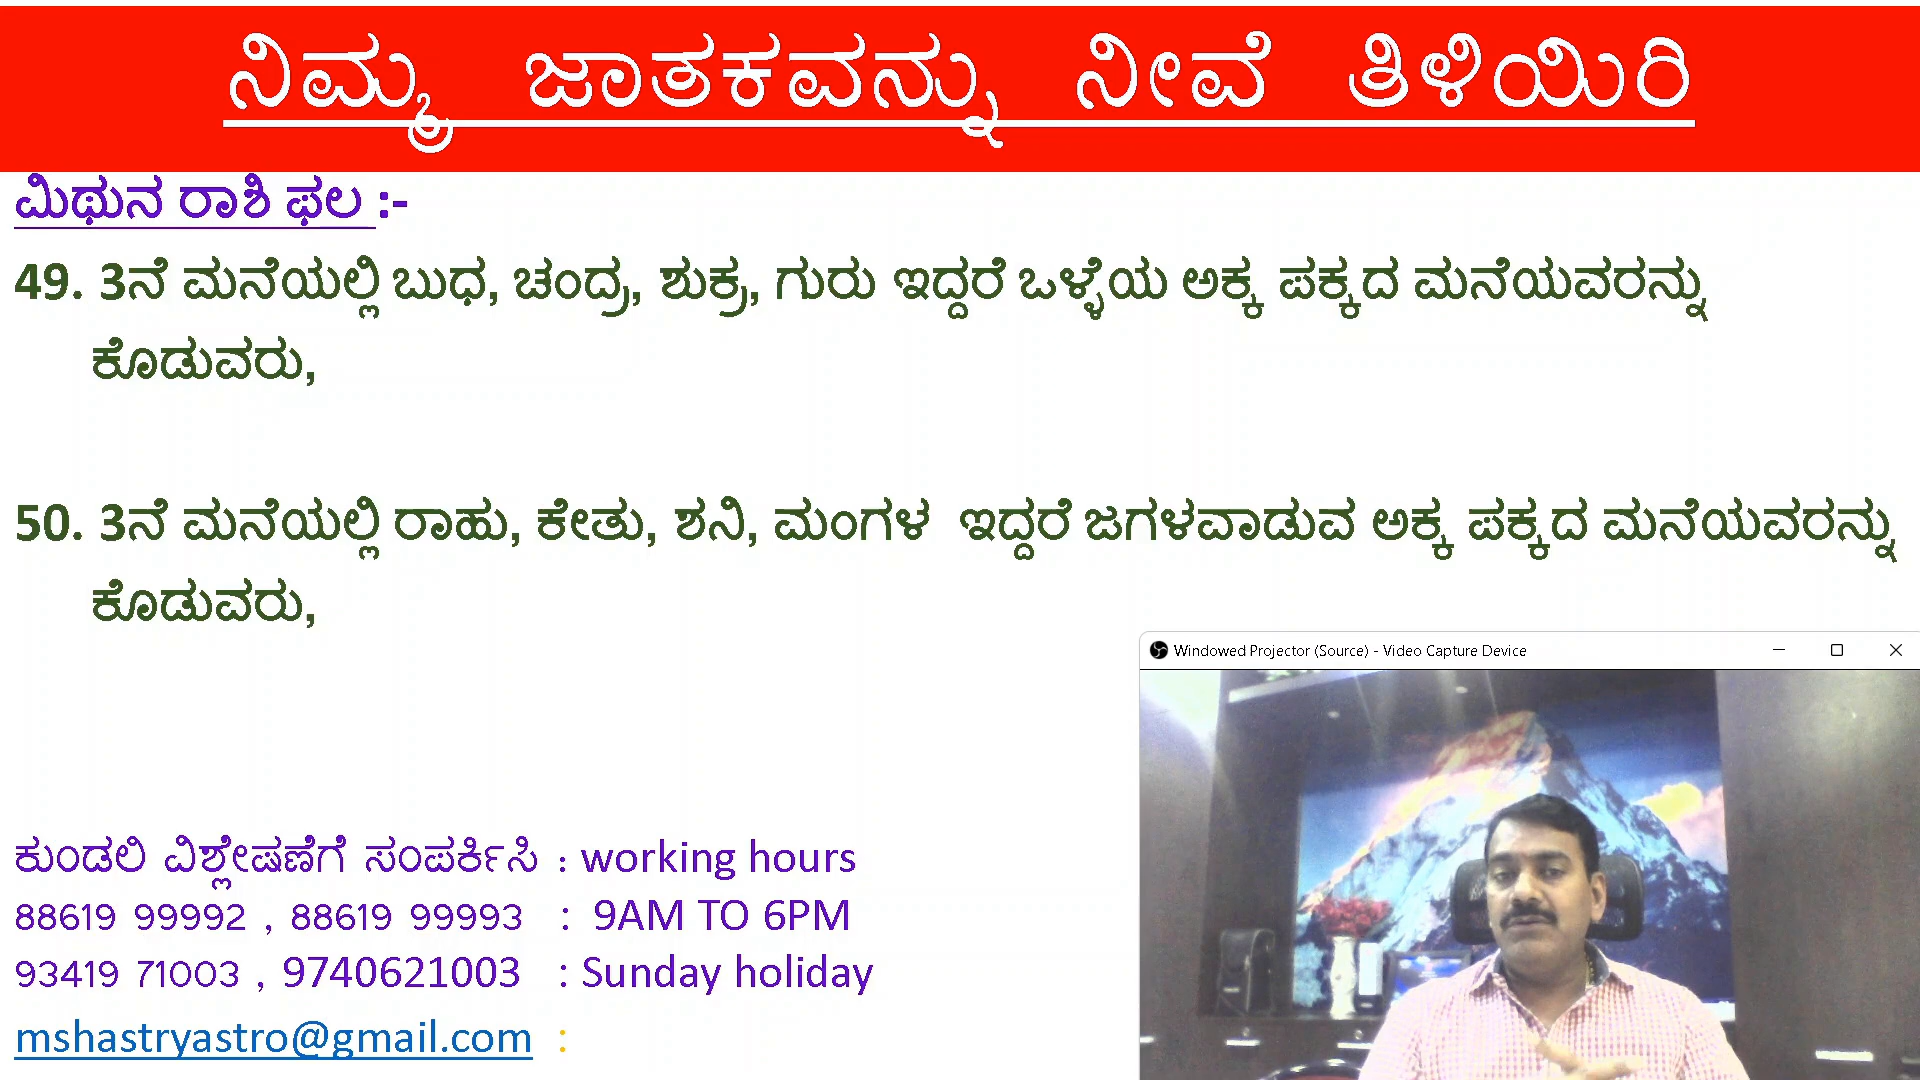 ನಿಮ್ಮ ಜಾತಕವನ್ನು ನೀವೆ ತಿಳಿಯಿರಿ
ಮಿಥುನ ರಾಶಿ ಫಲ :-
49. 3ನೆ ಮನೆಯಲ್ಲಿ ಬುಧ, ಚಂದ್ರ, ಶುಕ್ರ, ಗುರು ಇದ್ದರೆ ಒಳ್ಳೆಯ ಅಕ್ಕ ಪಕ್ಕದ ಮನೆಯವರನ್ನು
ಕೊಡುವರು,
50. 3ನೆ ಮನೆಯಲ್ಲಿ ರಾಹು, ಕೇತು, ಶನಿ, ಮಂಗಳ ಇದ್ದರೆ ಜಗಳವಾಡುವ ಅಕ್ಕ ಪಕ್ಕದ ಮನೆಯವರನ್ನು
ಕೊಡುವರು,
Windowed Projector (Source) - Video Capture Device
ಕುಂಡಲಿ ವಿಶ್ಲೇಷಣೆಗೆ ಸಂಪರ್ಕಿಸಿ : working hours
88619 99992 , 88619 99993 : 9AM TO 6PM
93419 71003 , 9740621003 : Sunday holiday
mshastryastro@gmail.com :